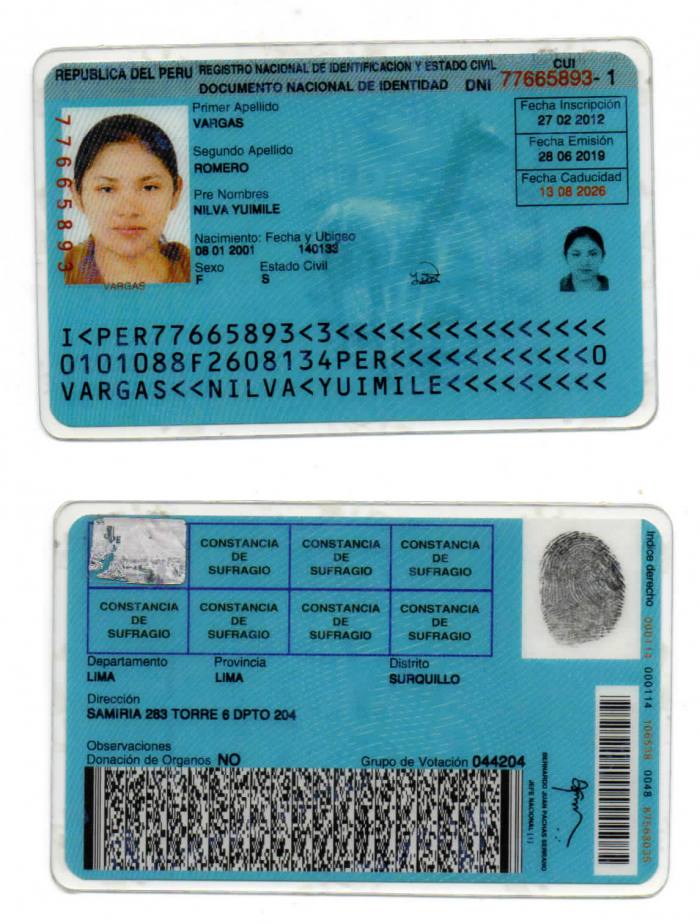 REPUBLICA DEL PERU REGISTRO NACIONAL DE IDENTIFICACION Y ESTADO CIVIL CUI
DOCUMENTO NACIONAL DE IDENTIDAD DNI 77665893-1
Primer Apellido
VARGAS
Segundo Apellido
ROMERO
Pre Nombres
NILVA YUIMILE
Nacimiento: Fecha y Ubigeo
08 01 2001 140133
Sexo Estado Civil
F S
Fecha Inscripción
27 02 2012
Fecha Emisión
28 06 2019
Fecha Caducidad
13 08 2026
77665893
VARGAS
I<PER77665893<3<<<<<<<<<<<<<<<
0101088F2608134PER<<<<<<<<<<<0
VARGAS<<NILVA<YUIMILE<<<<<<<<<
CONSTANCIA DE SUFRAGIO
CONSTANCIA DE SUFRAGIO
CONSTANCIA DE SUFRAGIO
CONSTANCIA DE SUFRAGIO
CONSTANCIA DE SUFRAGIO
CONSTANCIA DE SUFRAGIO
CONSTANCIA DE SUFRAGIO
Departamento Provincia Distrito
LIMA LIMA SURQUILLO
Dirección
SAMIRIA 283 TORRE 6 DPTO 204
Observaciones
Donación de Organos NO Grupo de Votación 044204
Indice derecho 000114 000114 106538 0048
BERNARDO JUAN PACHAS SERRANO
JEFE NACIONAL